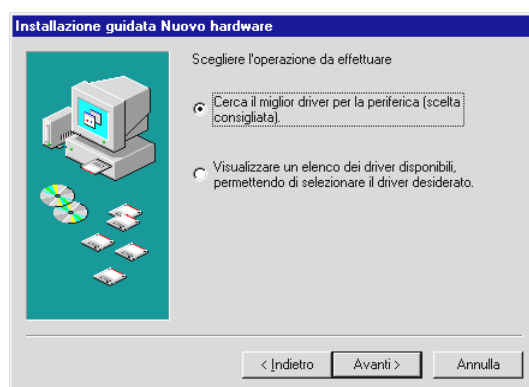 Installazione guidata Nuovo hardware
Scegliere l'operazione da effettuare
Cerca il miglior driver per la periferica (scelta
consigliata).
Visualizzare un elenco dei driver disponibili,
permettendo di selezionare il driver desiderato.
< Indietro
Avanti >
Annulla